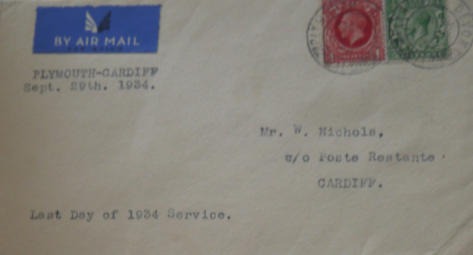 BY AIR MAIL
PLYMOUTH-CARDIFF
Sept. 29th. 1934.
Mr. W. Nichols,
c/o Poste Restante
CARDIFF.
Last Day of 1934 Service.